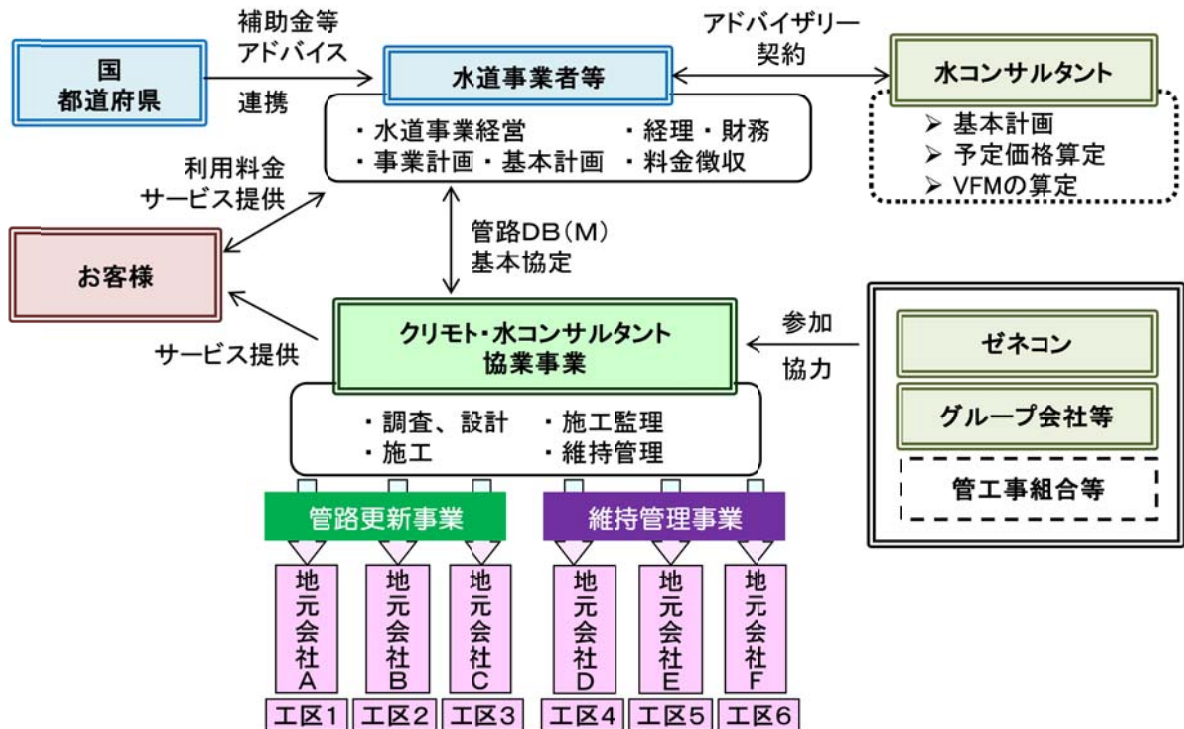 国
都道府県
補助金等
アドバイス
連携
水道事業者等
・水道事業経営 ・経理・財務
・事業計画・基本計画 ・料金徴収
アドバイザリー
契約
水コンサルタント
➢ 基本計画
➢ 予定価格算定
➢ VFMの算定
利用料金
サービス提供
お客様
サービス提供
管路DB(M)
基本協定
クリモト・水コンサルタント
協業事業
・調査、設計 ・施工監理
・施工 ・維持管理
参加
協力
ゼネコン
グループ会社等
管工事組合等
管路更新事業
維持管理事業
地元会社A
地元会社B
地元会社C
地元会社D
地元会社E
地元会社F
工区1
工区2
工区3
工区4
工区5
工区6